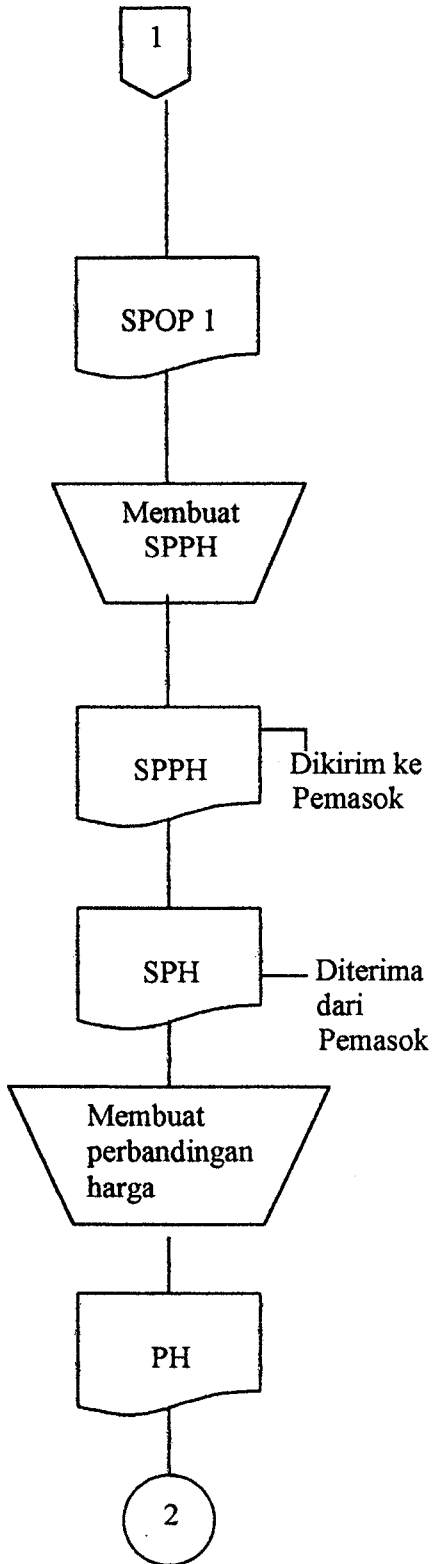 1
SPOP 1
Membuat
SPPH
SPPH
Dikirim ke
Pemasok
SPH
Diterima
dari
Pemasok
Membuat
perbandingan
harga
PH
2